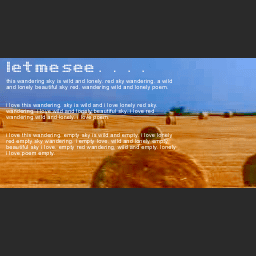 letmesee. . . .
this wandering sky is wild and lonely. red sky wandering. a wild
and lonely beautiful sky red. wandering wild and lonely poem.
i love this wandering. sky is wild and i love lonely red sky.
wandering. i love wild and lonely beautiful sky. i love red
wandering wild and lonely. i love poem.
i love this wandering. empty sky is wild and empty. i love lonely
red empty sky wandering. i empty love. wild and lonely empty.
beautiful sky i love. empty red wandering. wild and empty. lonely
i love poem empty.